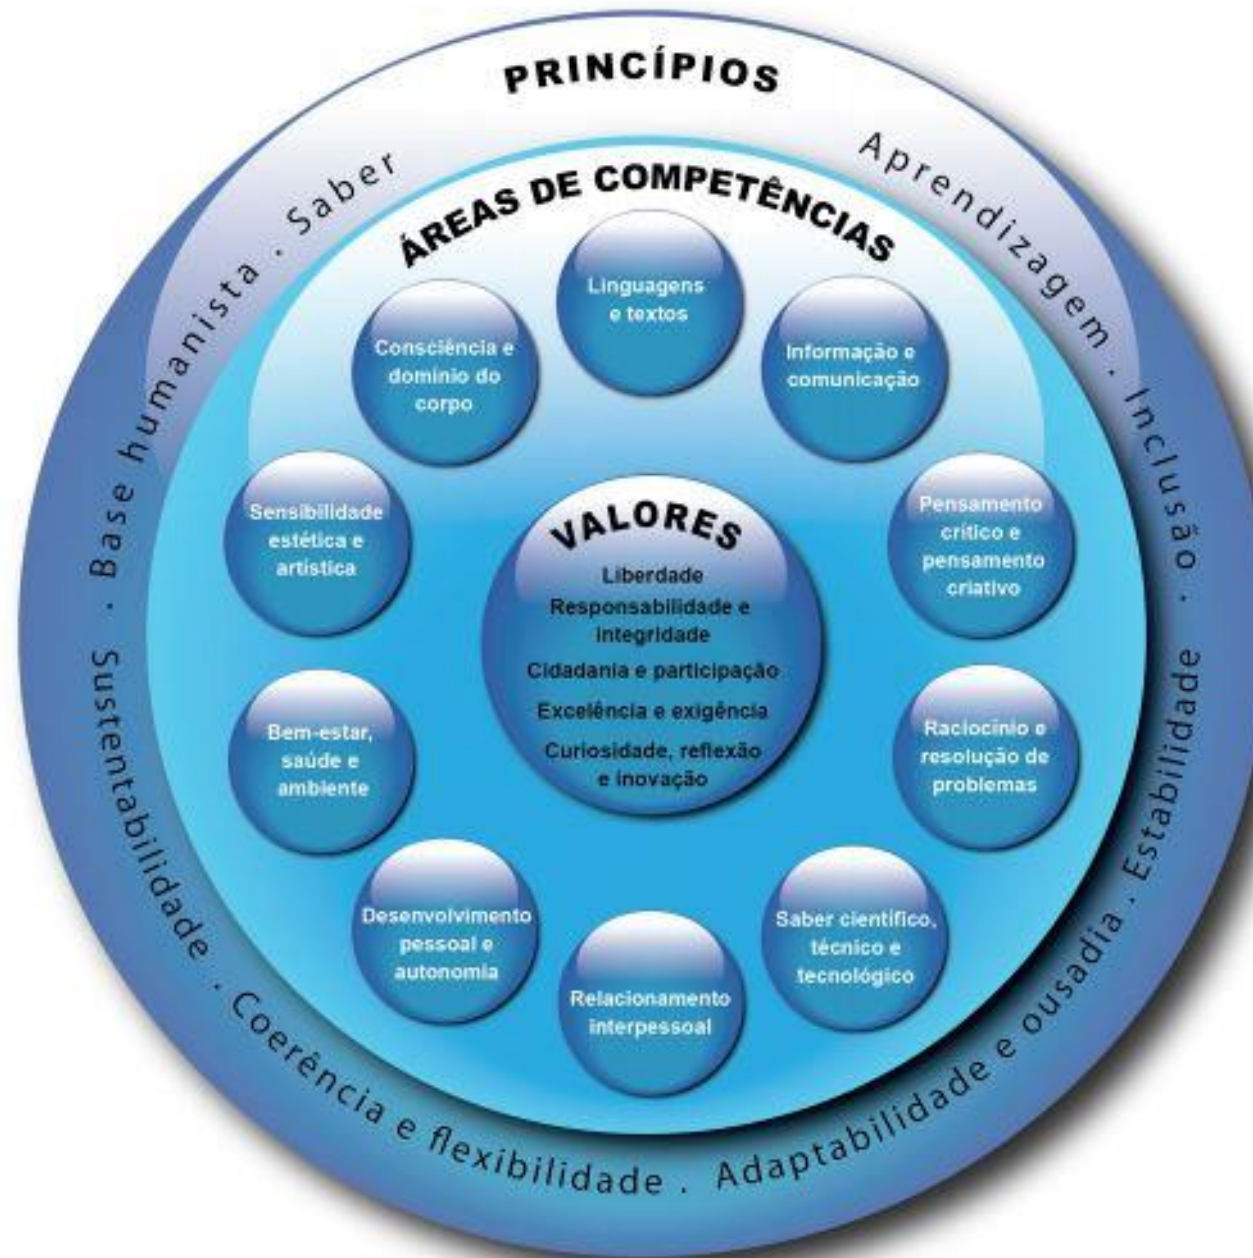 PRINCÍPIOS
Aprendizagem . Inclusão .
Estabilidade
Adaptabilidade e ousadia .
Coerência e flexibilidade .
Sustentabilidade .
. Base humanista . Saber
ÁREAS DE COMPETÊNCIAS
Linguagens
e textos
Informação e
comunicação
Pensamento
crítico e
pensamento
criativo
Raciocínio e
resolução de
problemas
Saber científico,
técnico e
tecnológico
Relacionamento
interpessoal
Desenvolvimento
pessoal e
autonomia
Bem-estar,
saúde e
ambiente
Sensibilidade
estética e
artística
Consciência e
domínio do
corpo
VALORES
Liberdade
Responsabilidade e
integridade
Cidadania e participação
Excelência e exigência
Curiosidade, reflexão
e inovação